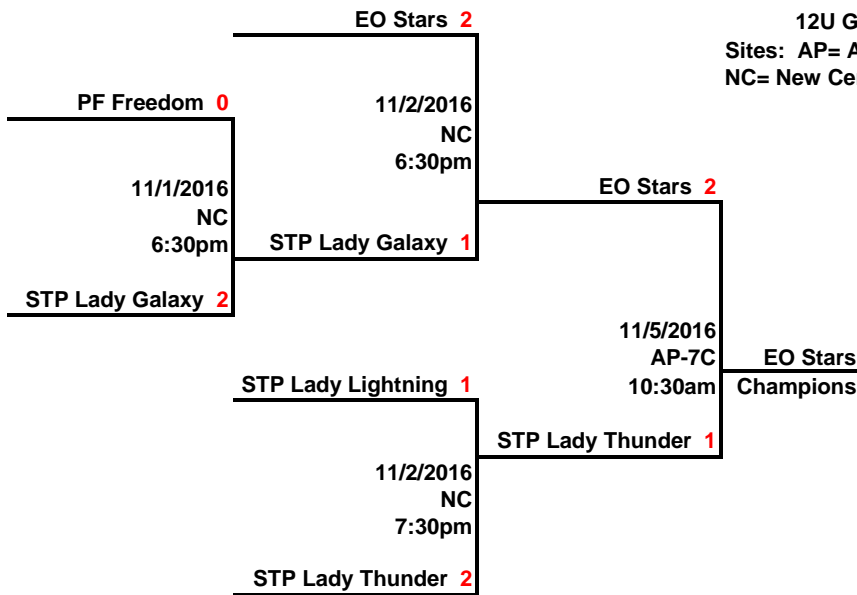 EO Stars 2
12U
Sites: AP=
NC= New
PF Freedom 0
11/2/2016
NC
6:30pm
11/1/2016
NC
6:30pm
EO Stars 2
STP Lady Galaxy 1
STP Lady Galaxy 2
11/5/2016
AP-7C
10:30am
EO Stars
Champions
STP Lady Lightning 1
STP Lady Thunder 1
11/2/2016
NC
7:30pm
STP Lady Thunder 2